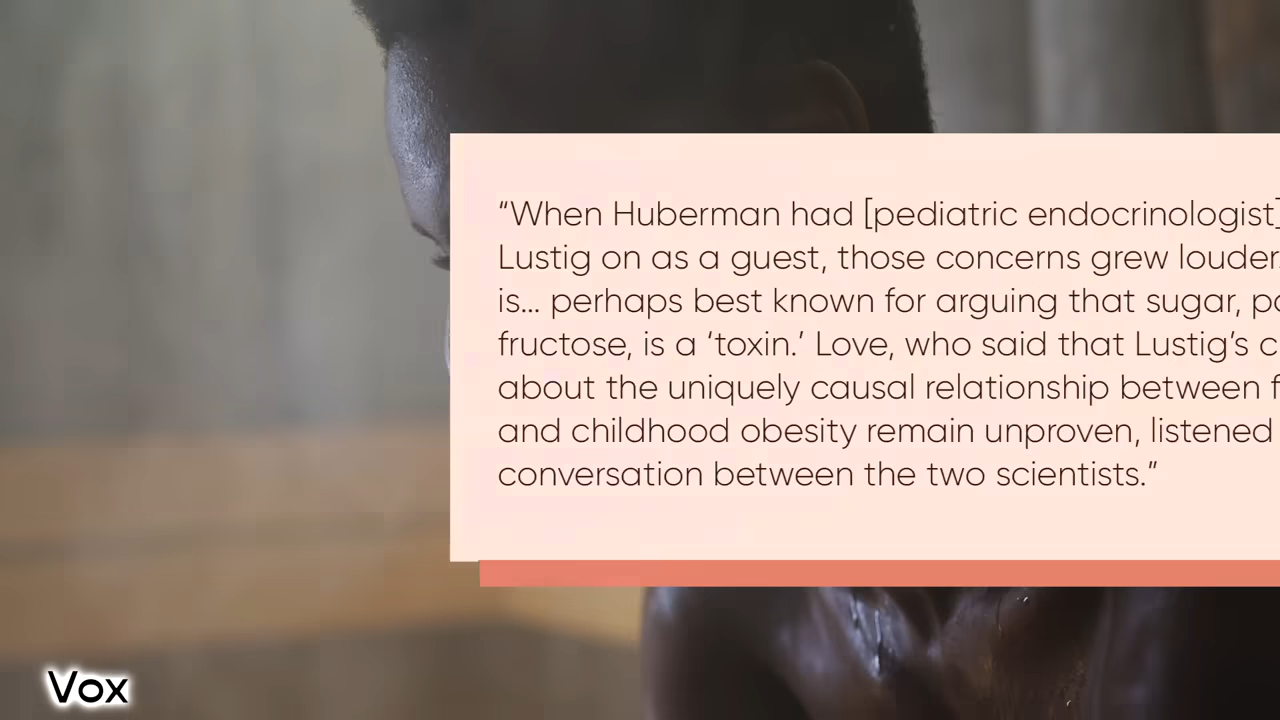 “When Huberman had [pediatric endocrinologist]
Lustig on as a guest, those concerns grew louder.
is... perhaps best known for arguing that sugar,
fructose, is a ‘toxin.’ Love, who said that Lustig’s
about the uniquely causal relationship between
and childhood obesity remain unproven, listened
conversation between the two scientists.”
Vox